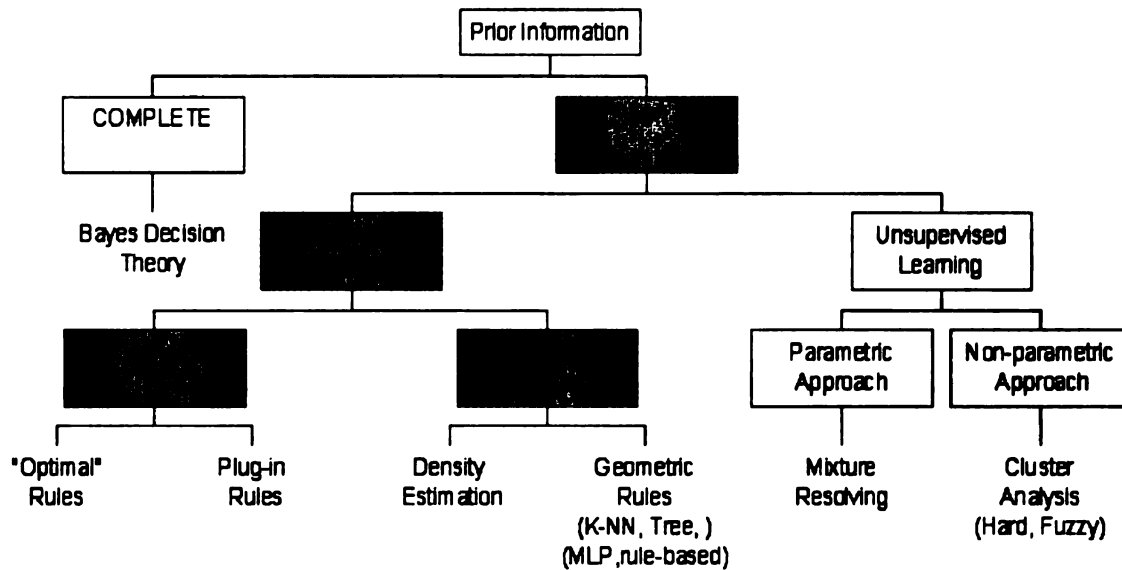 Prior Information
COMPLETE
Bayes Decision
Theory
Unsupervised
Learning
Parametric
Approach
Non-parametric
Approach
"Optimal"
Rules
Plug-in
Rules
Density
Estimation
Geometric
Rules
(K-NN, Tree, )
(MLP,rule-based)
Mixture
Resolving
Cluster
Analysis
(Hard, Fuzzy)